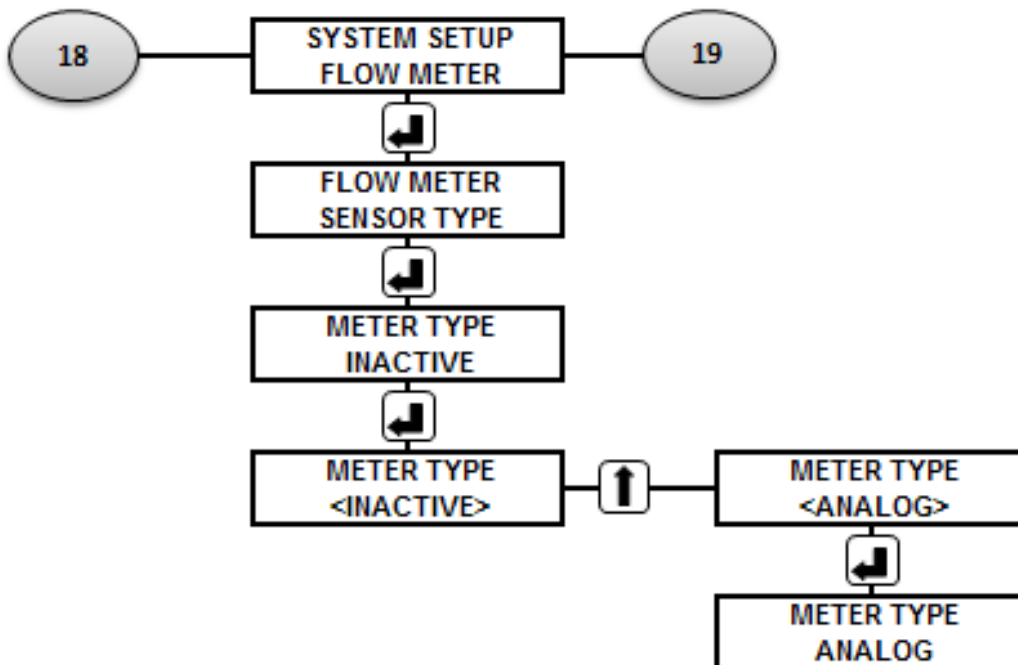 18
SYSTEM SETUP
FLOW METER
19
FLOW METER
SENSOR TYPE
METER TYPE
INACTIVE
METER TYPE
<INACTIVE>
METER TYPE
<ANALOG>
METER TYPE
ANALOG